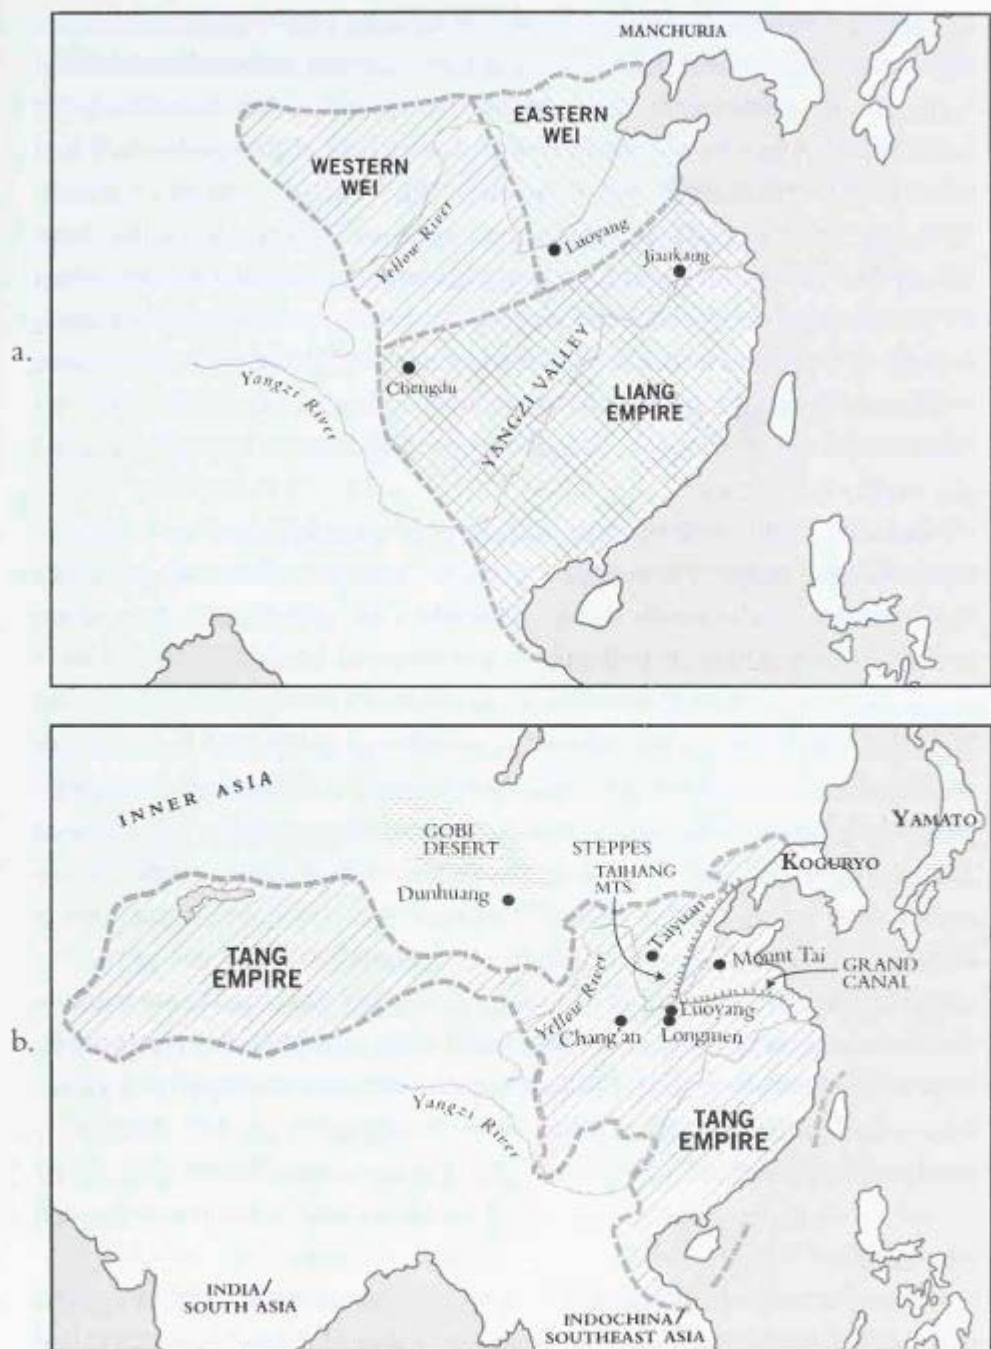 a.
MANCHURIA
EASTERN
WEI
WESTERN
WEI
Yellow River
Luoyang
Jiankang
Chengdu
Yangzi River
YANGZI VALLEY
LIANG
EMPIRE
b.
INNER ASIA
GOBI
DESERT
Dunhuang
STEPPES
TAIHANG
MTS.
YAMATO
KOGURYO
TANG
EMPIRE
Taiyuan
Mount Tai
GRAND
CANAL
Yellow River
Luoyang
Chang'an
Longmen
Yangzi River
TANG
EMPIRE
INDIA/
SOUTH ASIA
INDOCHINA/
SOUTHEAST ASIA